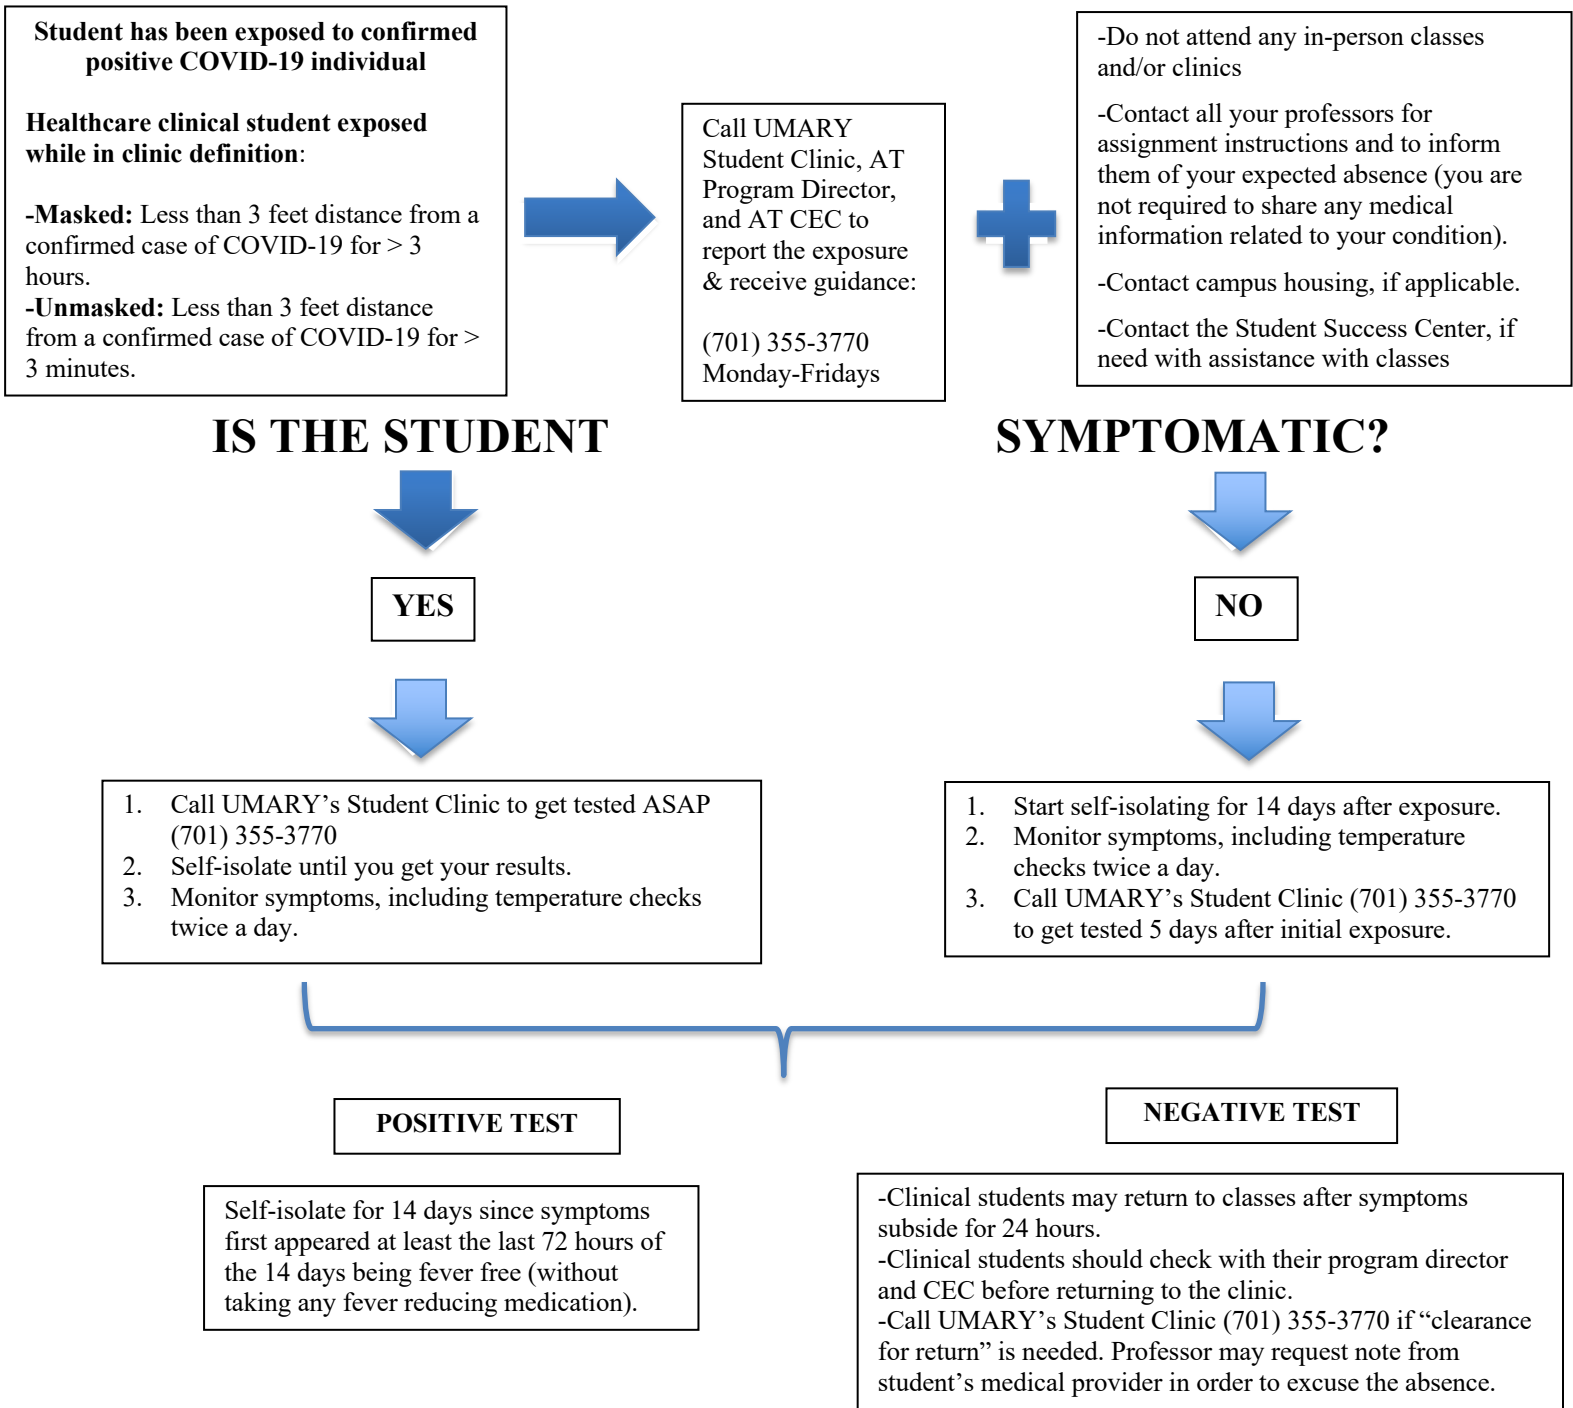 Student has been exposed to confirmed
positive COVID-19 individual
Healthcare clinical student exposed
while in clinic definition:
-Masked: Less than 3 feet distance from a
confirmed case of COVID-19 for > 3
hours.
-Unmasked: Less than 3 feet distance
from a confirmed case of COVID-19 for >
3 minutes.
Call UMARY
Student Clinic, AT
Program Director,
and AT CEC to
report the exposure
& receive guidance:
(701) 355-3770
Monday-Fridays
-Do not attend any in-person classes
and/or clinics
-Contact all your professors for
assignment instructions and to inform
them of your expected absence (you are
not required to share any medical
information related to your condition).
-Contact campus housing, if applicable.
-Contact the Student Success Center, if
need with assistance with classes
IS THE STUDENT SYMPTOMATIC?
YES
NO
1. Call UMARY’s Student Clinic to get tested ASAP
(701) 355-3770
2. Self-isolate until you get your results.
3. Monitor symptoms, including temperature checks
twice a day.
1. Start self-isolating for 14 days after exposure.
2. Monitor symptoms, including temperature
checks twice a day.
3. Call UMARY’s Student Clinic (701) 355-3770
to get tested 5 days after initial exposure.
POSITIVE TEST
Self-isolate for 14 days since symptoms
first appeared at least the last 72 hours of
the 14 days being fever free (without
taking any fever reducing medication).
NEGATIVE TEST
-Clinical students may return to classes after symptoms
subside for 24 hours.
-Clinical students should check with their program director
and CEC before returning to the clinic.
-Call UMARY’s Student Clinic (701) 355-3770 if “clearance
for return” is needed. Professor may request note from
student’s medical provider in order to excuse the absence.